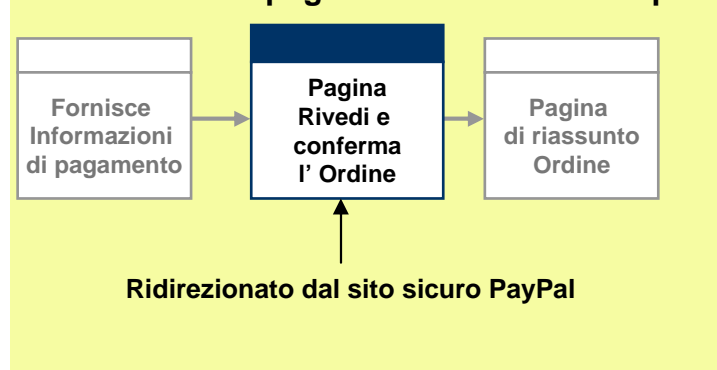 Fornisce
Informazioni
di pagamento
Pagina
Rivedi e
conferma
l' Ordine
Pagina
di riassunto
Ordine
Ridirezionato dal sito sicuro PayPal